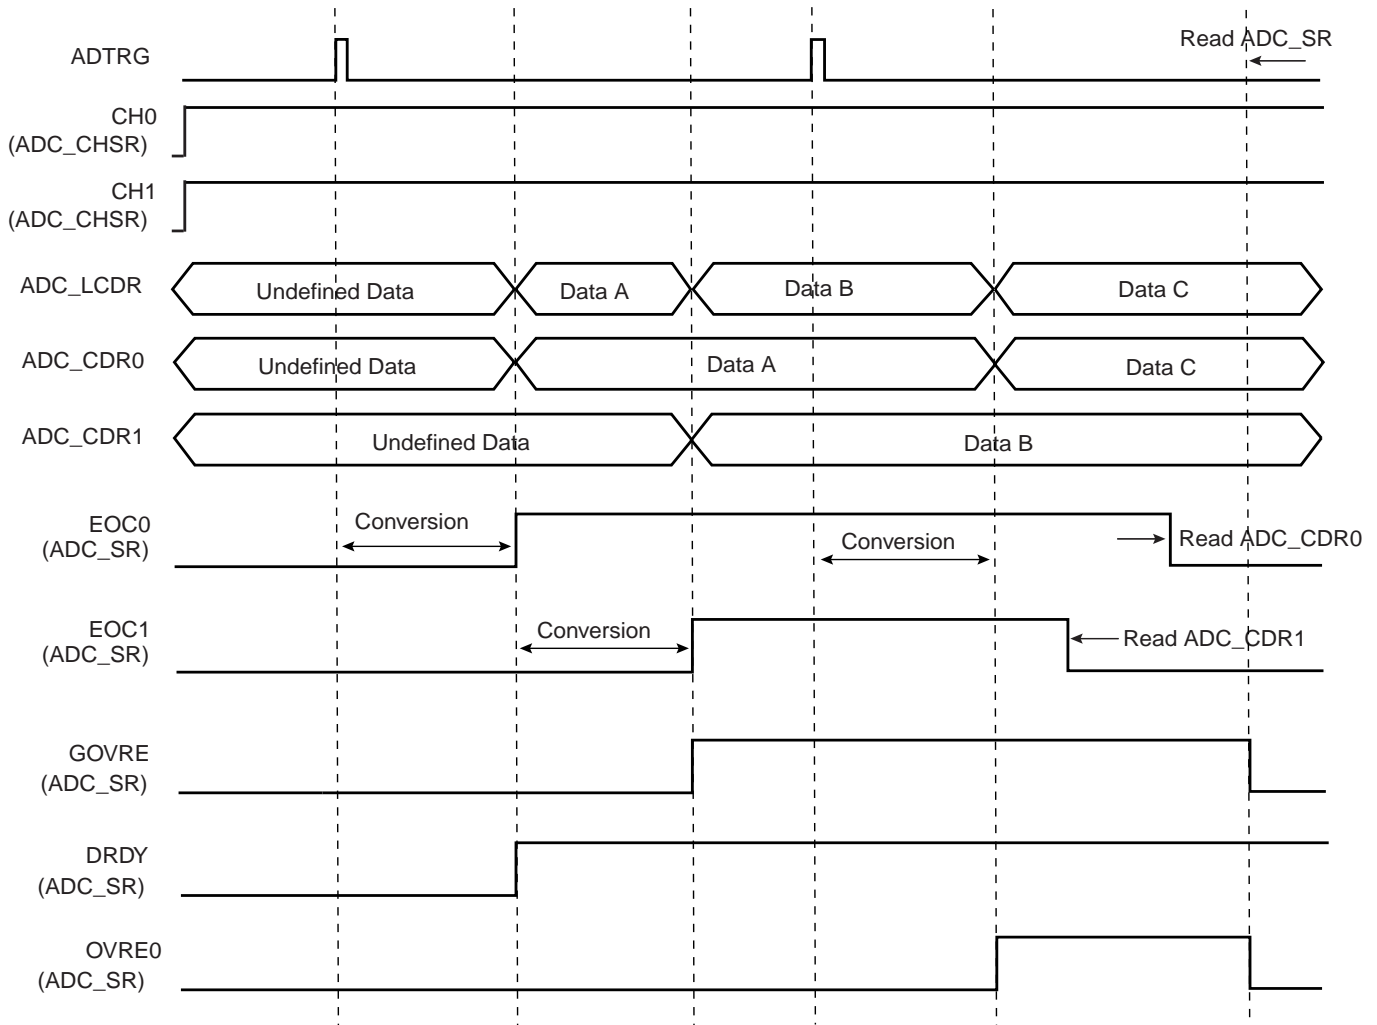 Read ADC_SR
ADTRG
CH0
(ADC_CHSR)
CH1
(ADC_CHSR)
ADC_LCDR
Undefined Data
Data A
Data B
Data C
ADC_CDR0
Undefined Data
Data A
Data C
ADC_CDR1
Undefined Data
Data B
EOC0
(ADC_SR)
Conversion
Conversion
Read ADC_CDR0
EOC1
(ADC_SR)
Conversion
Read ADC_CDR1
GOVRE
(ADC_SR)
DRDY
(ADC_SR)
OVRE0
(ADC_SR)